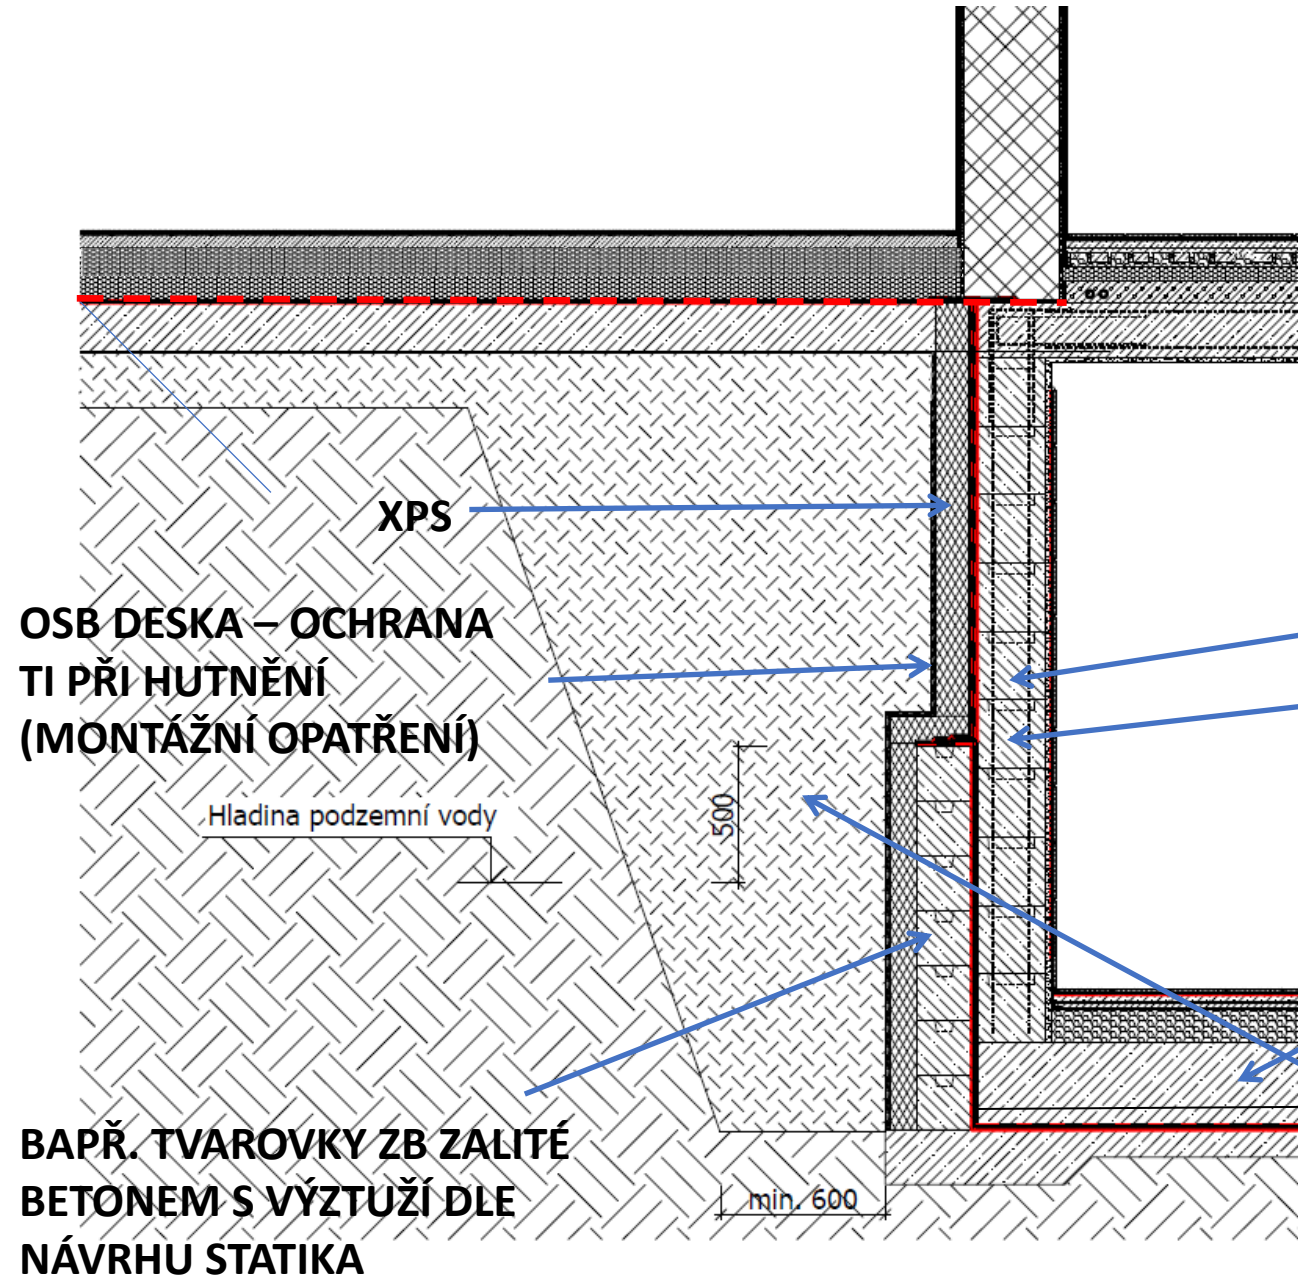 XPS
OSB DESKA – OCHRANA
TI PŘI HUTNĚNÍ
(MONTÁŽNÍ OPATŘENÍ)
Hladina podzemní vody
500
BAPŘ. TVAROVKY ZB ZALITÉ
BETONEM S VÝZTUŽÍ DLE
NÁVRHU STATIKA
min. 600